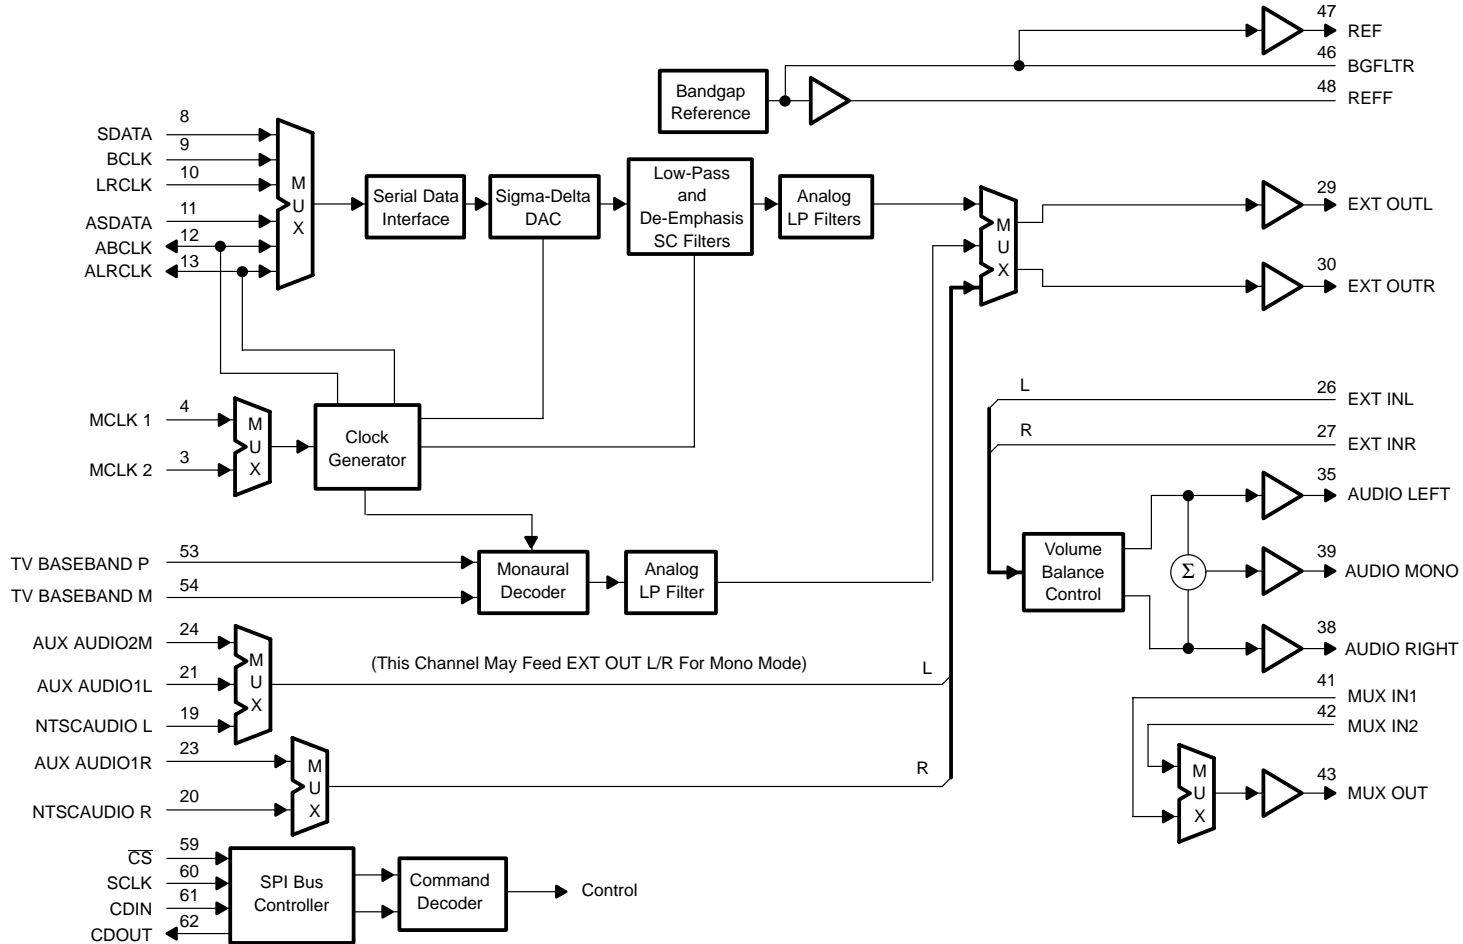 47
REF
46
BGFLTR
48
REFF
Bandgap
Reference
8
SDATA
9
BCLK
10
LRCLK
11
ASDATA
12
ABCLK
13
ALRCLK
M
U
X
Serial Data
Interface
Sigma-Delta
DAC
Low-Pass
and
De-Emphasis
SC Filters
Analog
LP Filters
M
U
X
29
EXT OUTL
30
EXT OUTR
4
MCLK 1
3
MCLK 2
M
U
X
Clock
Generator
L
26
EXT INL
R
27
EXT INR
35
AUDIO LEFT
Volume
Balance
Control
Σ
39
AUDIO MONO
38
AUDIO RIGHT
53
TV BASEBAND P
54
TV BASEBAND M
Monaural
Decoder
Analog
LP Filter
24
AUX AUDIO2M
21
AUX AUDIO1L
19
NTSCAUDIO L
M
U
X
(This Channel May Feed EXT OUT L/R For Mono Mode)
L
23
AUX AUDIO1R
20
NTSCAUDIO R
M
U
X
R
41
MUX IN1
42
MUX IN2
M
U
X
43
MUX OUT
59
C̅S̅
60
SCLK
61
CDIN
62
CDOUT
SPI Bus
Controller
Command
Decoder
Control